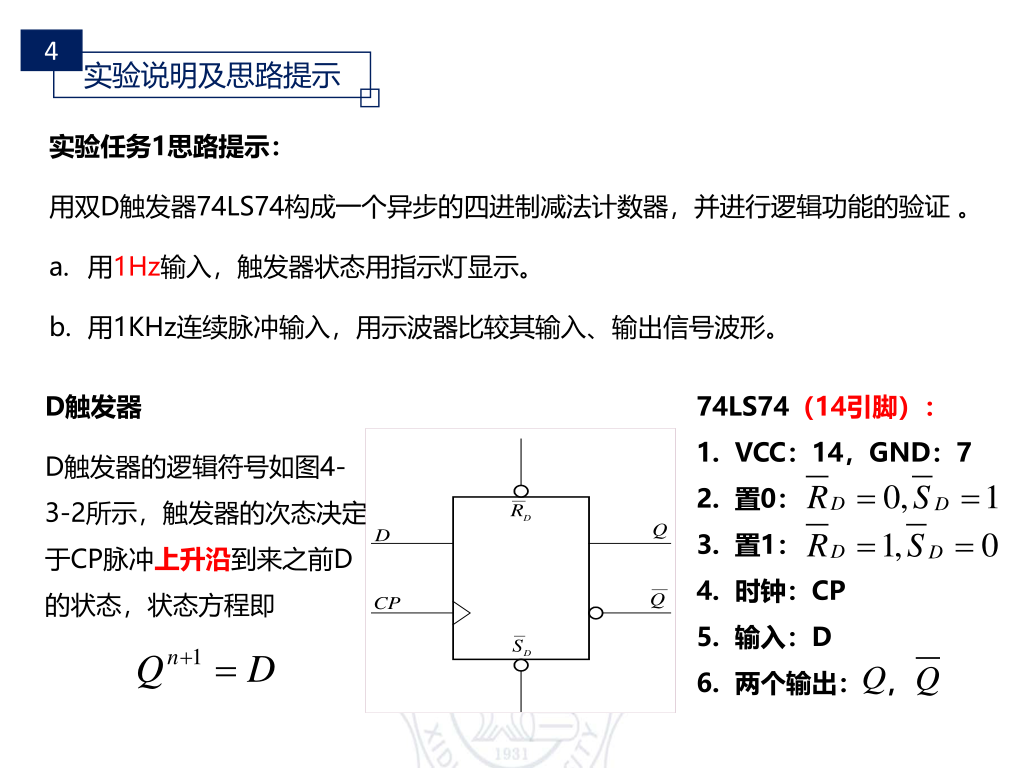 4
实验说明及思路提示
实验任务1思路提示：
用双D触发器74LS74构成一个异步的四进制减法计数器，并进行逻辑功能的验证 。
a. 用1Hz输入，触发器状态用指示灯显示。
b. 用1KHz连续脉冲输入，用示波器比较其输入、输出信号波形。
D触发器
D触发器的逻辑符号如图4-
3-2所示，触发器的次态决定
于CP脉冲上升沿到来之前D
的状态，状态方程即
Qⁿ⁺¹ = D
R̅_D
D
Q
CP
Q̅
S̅_D
74LS74（14引脚）：
1. VCC：14，GND：7
2. 置0： R̅_D = 0, S̅_D = 1
3. 置1： R̅_D = 1, S̅_D = 0
4. 时钟：CP
5. 输入：D
6. 两个输出：Q， Q̅
1931